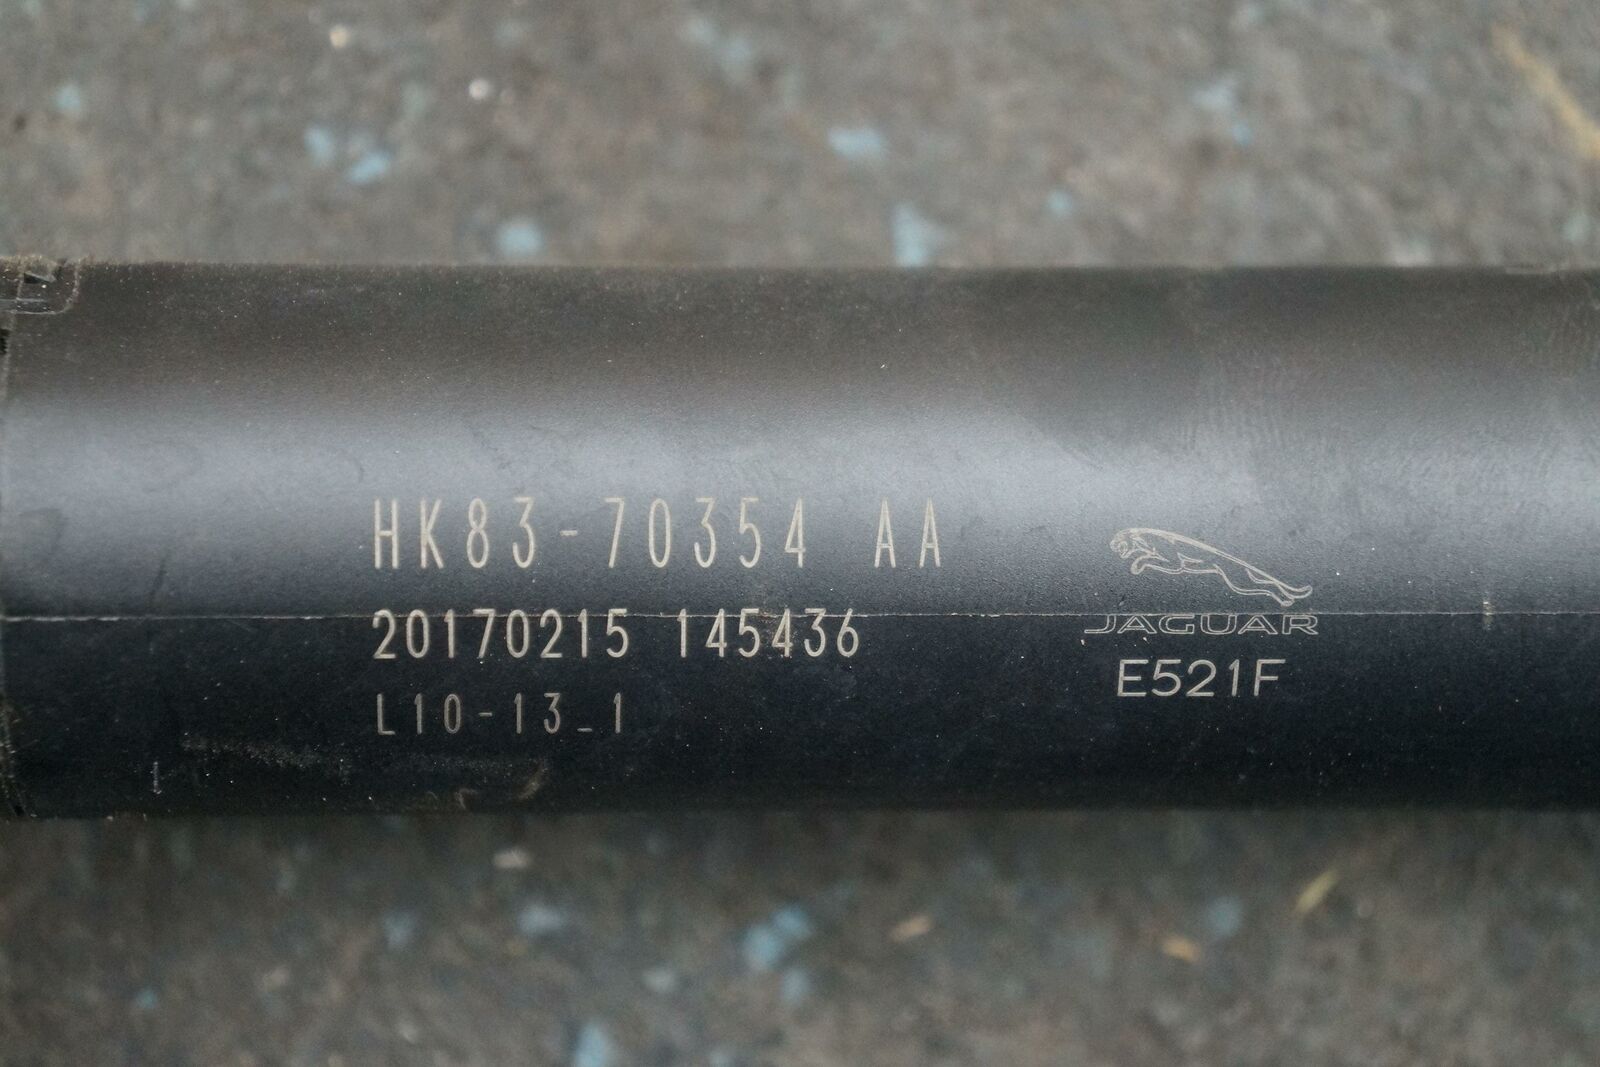 HK83-70354 AA
20170215 145436
L10-13_1
JAGUAR
E521F